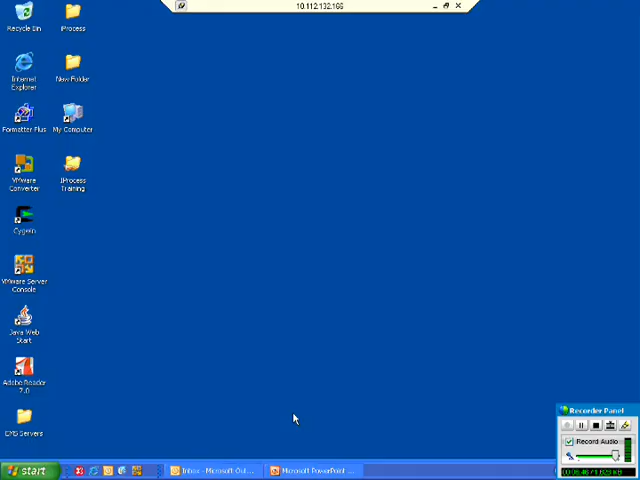 10.112.132.166
Recycle Bin
iProcess
Internet
Explorer
New Folder
Formatter Plus
My Computer
VMware
Converter
IProcess
Training
Cygwin
VMware Server
Console
Java Web
Start
Adobe Reader
7.0
EMS Servers
Recorder Panel
Record Audio
start
Inbox - Microsoft Out...
Microsoft PowerPoint ...